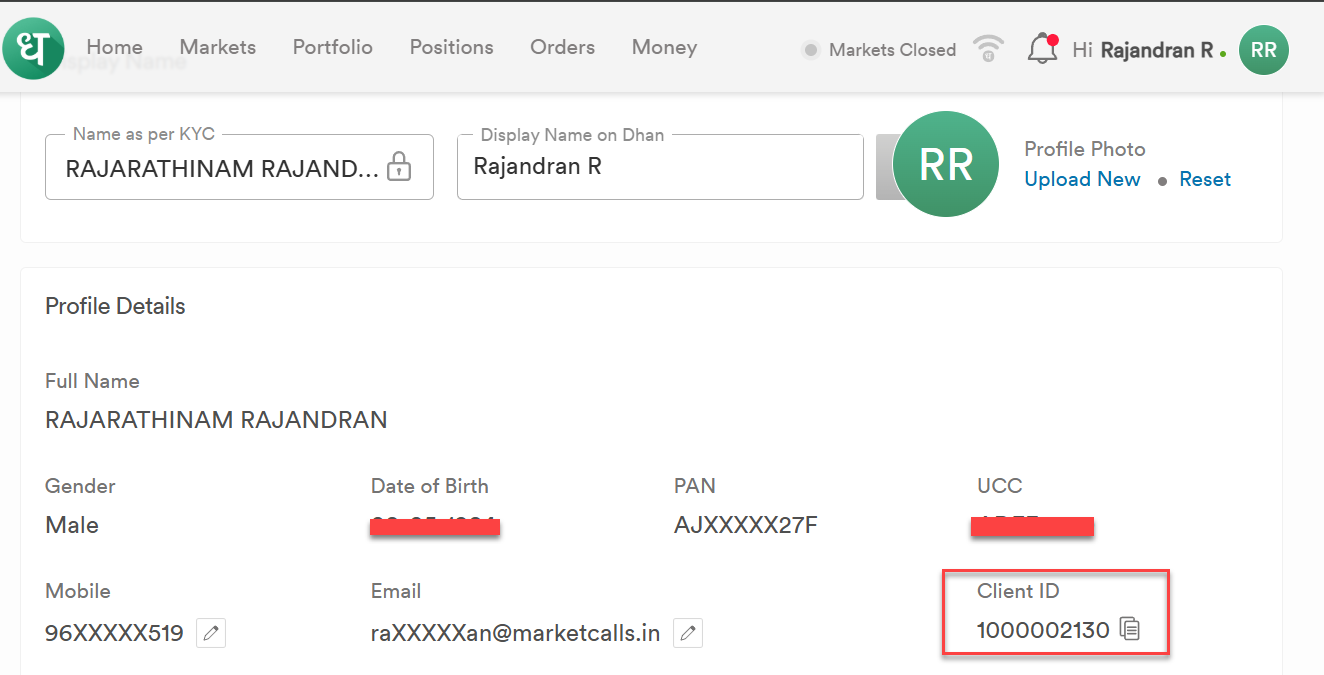 ध Home Markets Portfolio Positions Orders Money Markets Closed Hi Rajandran R RR
Display Name
Name as per KYC
RAJARATHINAM RAJAND...
Display Name on Dhan
Rajandran R
RR
Profile Photo
Upload New • Reset
Profile Details
Full Name
RAJARATHINAM RAJANDRAN
Gender Date of Birth PAN UCC
Male AJXXXXX27F
Mobile Email Client ID
96XXXXX519 raXXXXXan@marketcalls.in 1000002130